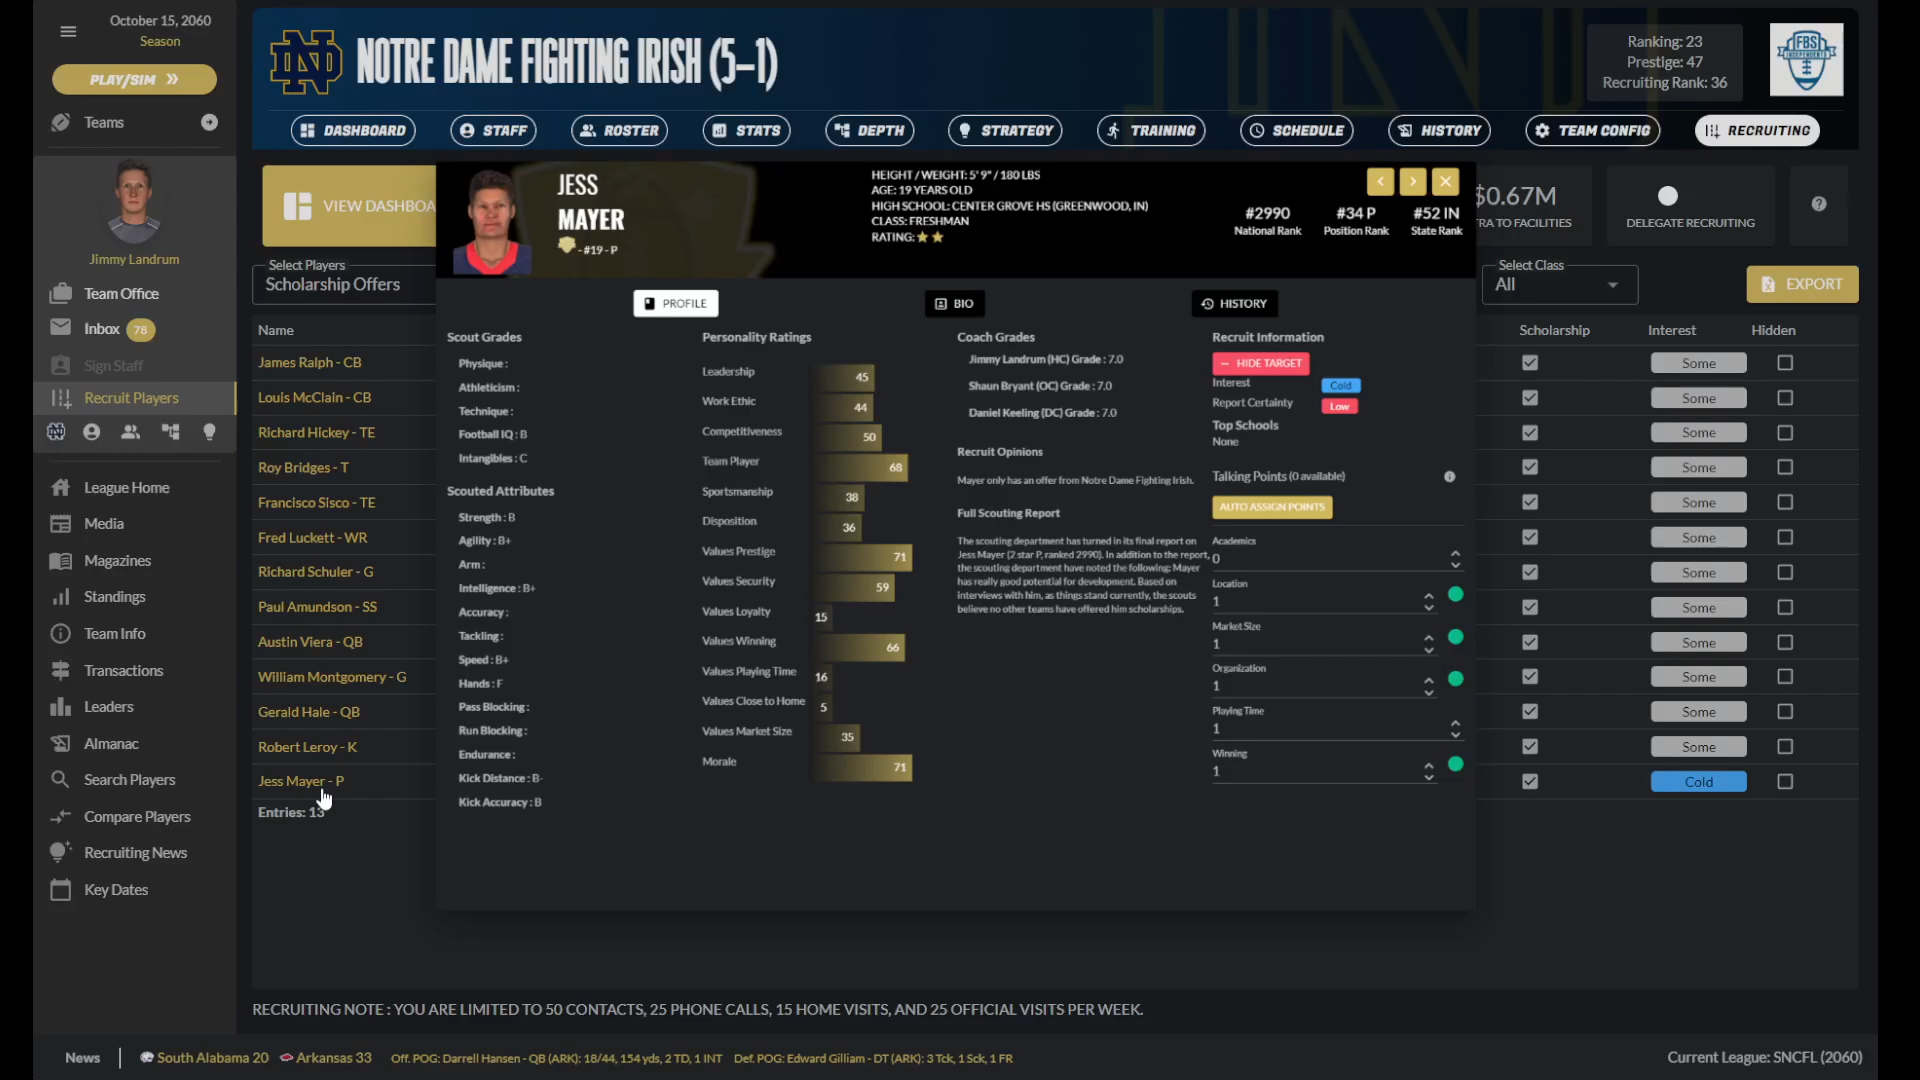 October 15, 2060
Season
PLAY/SIM
Teams
Jimmy Landrum
Team Office
Inbox 78
Sign Staff
Recruit Players
League Home
Media
Magazines
Standings
Team Info
Transactions
Leaders
Almanac
Search Players
Compare Players
Recruiting News
Key Dates
NOTRE DAME FIGHTING IRISH (5-1)
Ranking: 23
Prestige: 47
Recruiting Rank: 36
FBS
DASHBOARD
STAFF
ROSTER
STATS
DEPTH
STRATEGY
TRAINING
SCHEDULE
HISTORY
TEAM CONFIG
RECRUITING
VIEW DASHBOA
$0.67M
TRA TO FACILITIES
DELEGATE RECRUITING
Select Players
Scholarship Offers
Select Class
All
EXPORT
Name
Scholarship Interest Hidden
James Ralph - CB
Some
Louis McClain - CB
Some
Richard Hickey - TE
Some
Roy Bridges - T
Some
Francisco Sisco - TE
Some
Fred Luckett - WR
Some
Richard Schuler - G
Some
Paul Amundson - SS
Some
Austin Viera - QB
Some
William Montgomery - G
Some
Gerald Hale - QB
Some
Robert Leroy - K
Some
Jess Mayer - P
Cold
Entries: 13
JESS
MAYER
- #19 - P
HEIGHT / WEIGHT: 5' 9" / 180 LBS
AGE: 19 YEARS OLD
HIGH SCHOOL: CENTER GROVE HS (GREENWOOD, IN)
CLASS: FRESHMAN
RATING:
#2990
National Rank
#34 P
Position Rank
#52 IN
State Rank
PROFILE
BIO
HISTORY
Scout Grades
Physique :
Athleticism :
Technique :
Football IQ : B
Intangibles : C
Scouted Attributes
Strength : B
Agility : B+
Arm :
Intelligence : B+
Accuracy :
Tackling :
Speed : B+
Hands : F
Pass Blocking :
Run Blocking :
Endurance :
Kick Distance : B-
Kick Accuracy : B
Personality Ratings
Leadership 45
Work Ethic 44
Competitiveness 50
Team Player 68
Sportsmanship 38
Disposition 36
Values Prestige 71
Values Security 59
Values Loyalty 15
Values Winning 66
Values Playing Time 16
Values Close to Home 5
Values Market Size 35
Morale 71
Coach Grades
Jimmy Landrum (HC) Grade : 7.0
Shaun Bryant (OC) Grade : 7.0
Daniel Keeling (DC) Grade : 7.0
Recruit Opinions
Mayer only has an offer from Notre Dame Fighting Irish.
Full Scouting Report
The scouting department has turned in its final report on
Jess Mayer (2 star P, ranked 2990). In addition to the report,
the scouting department have noted the following: Mayer
has really good potential for development. Based on
interviews with him, as things stand currently, the scouts
believe no other teams have offered him scholarships.
Recruit Information
HIDE TARGET
Interest Cold
Report Certainty Low
Top Schools
None
Talking Points (0 available)
AUTO ASSIGN POINTS
Academics
0
Location
1
Market Size
1
Organization
1
Playing Time
1
Winning
1
RECRUITING NOTE : YOU ARE LIMITED TO 50 CONTACTS, 25 PHONE CALLS, 15 HOME VISITS, AND 25 OFFICIAL VISITS PER WEEK.
News
South Alabama 20 Arkansas 33 Off. POG: Darrell Hansen - QB (ARK): 18/44, 154 yds, 2 TD, 1 INT Def. POG: Edward Gilliam - DT (ARK): 3 Tck, 1 Sck, 1 FR
Current League: SNCFL (2060)